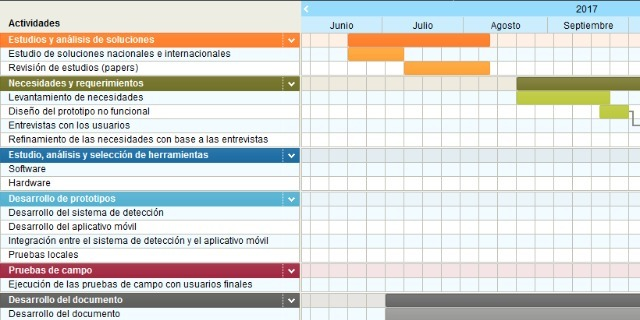 2017
Actividades
Junio Julio Agosto Septiembre
Estudios y análisis de soluciones
Estudio de soluciones nacionales e internacionales
Revisión de estudios (papers)
Necesidades y requerimientos
Levantamiento de necesidades
Diseño del prototipo no funcional
Entrevistas con los usuarios
Refinamiento de las necesidades con base a las entrevistas
Estudio, análisis y selección de herramientas
Software
Hardware
Desarrollo de prototipos
Desarrollo del sistema de detección
Desarrollo del aplicativo móvil
Integración entre el sistema de detección y el aplicativo móvil
Pruebas locales
Pruebas de campo
Ejecución de las pruebas de campo con usuarios finales
Desarrollo del documento
Desarrollo del documento